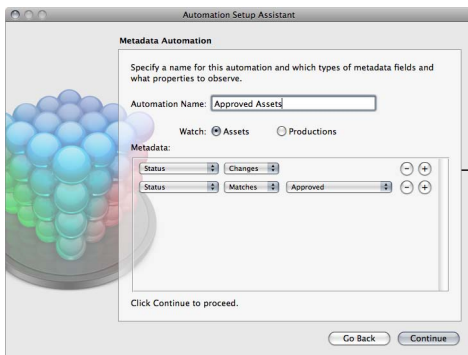 Automation Setup Assistant
Metadata Automation
Specify a name for this automation and which types of metadata fields and
what properties to observe.
Automation Name: Approved Assets
Watch: Assets Productions
Metadata:
Status Changes
Status Matches Approved
Click Continue to proceed.
Go Back Continue